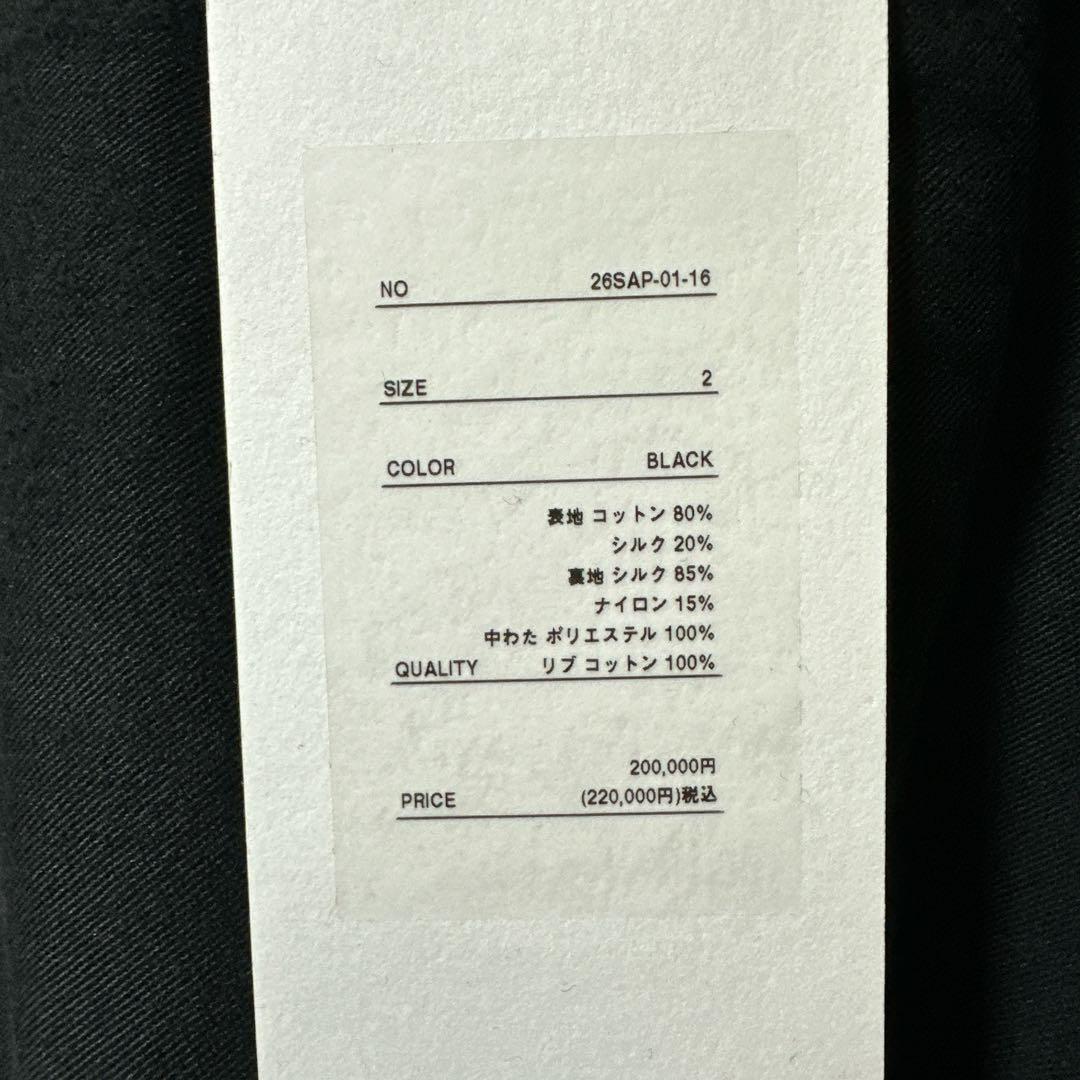 NO 26SAP-01-16
SIZE 2
COLOR BLACK
表地 コットン 80%
シルク 20%
裏地 シルク 85%
ナイロン 15%
中わた ポリエステル 100%
QUALITY リブ コットン 100%
200,000円
PRICE (220,000円)税込